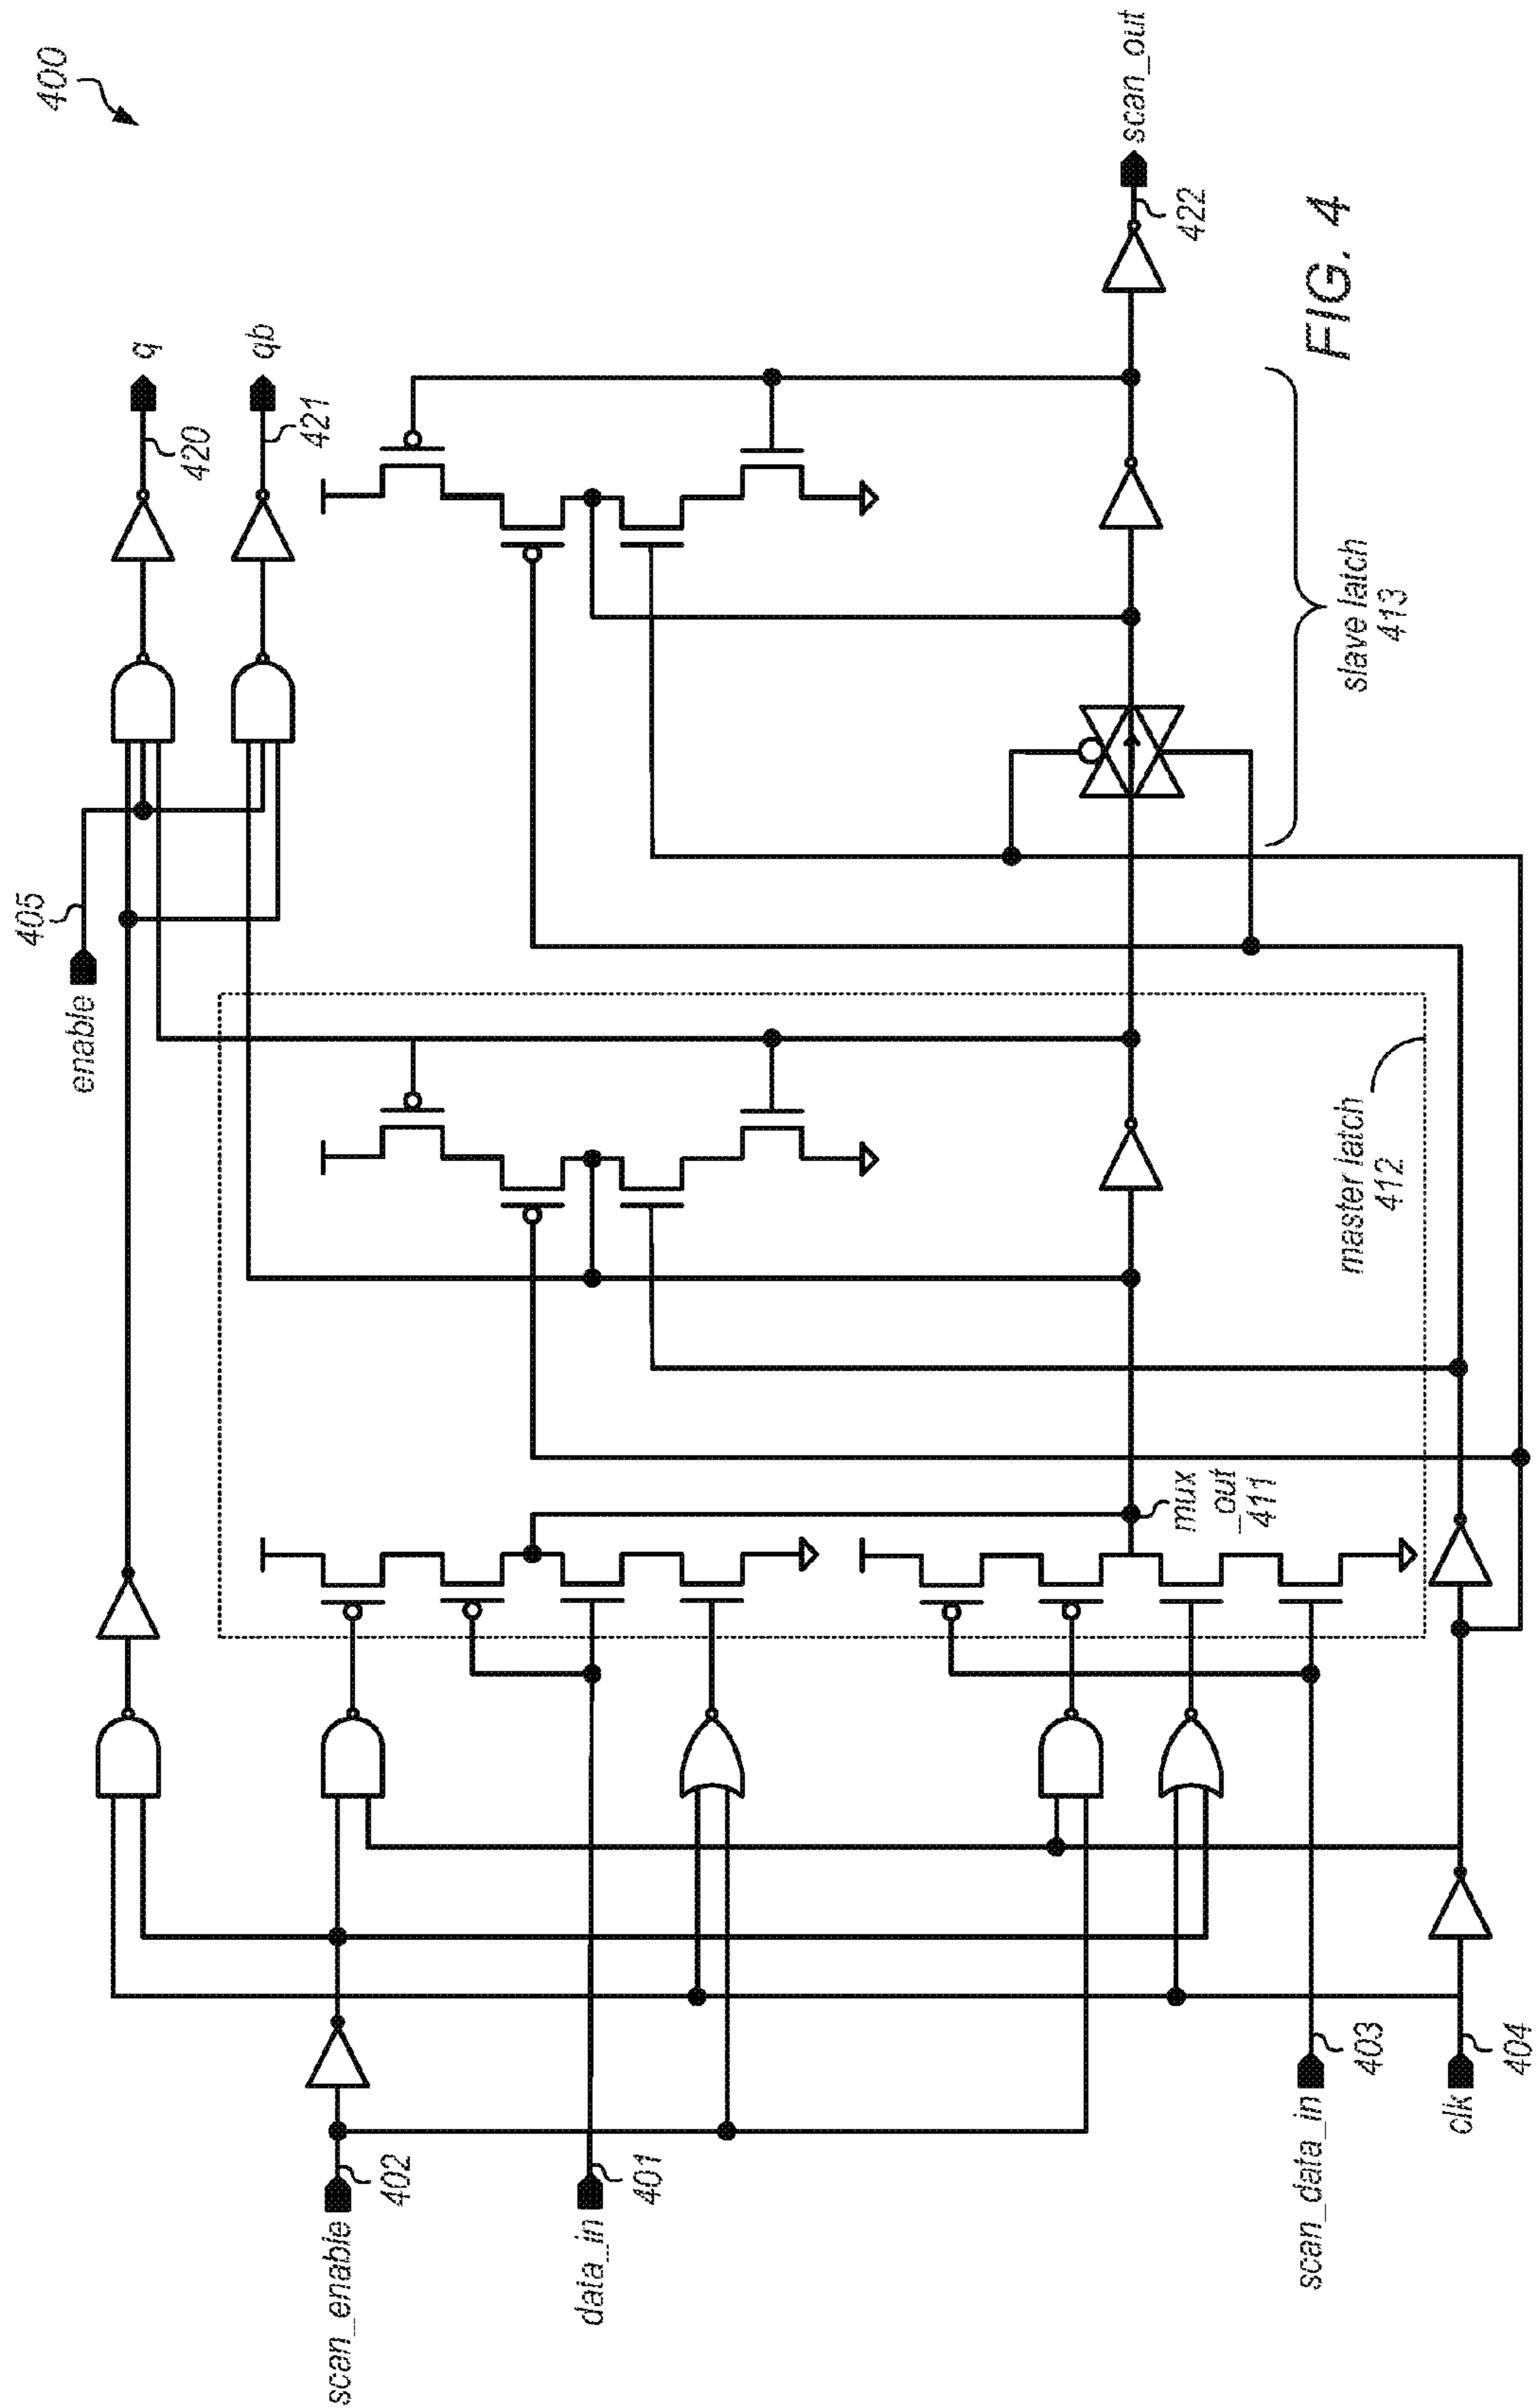 400
scan_enable
402
data_in
401
scan_data_in
403
clk
404
enable
405
q
420
qb
421
mux
_out
411
master latch
412
slave latch
413
scan_out
422
FIG. 4